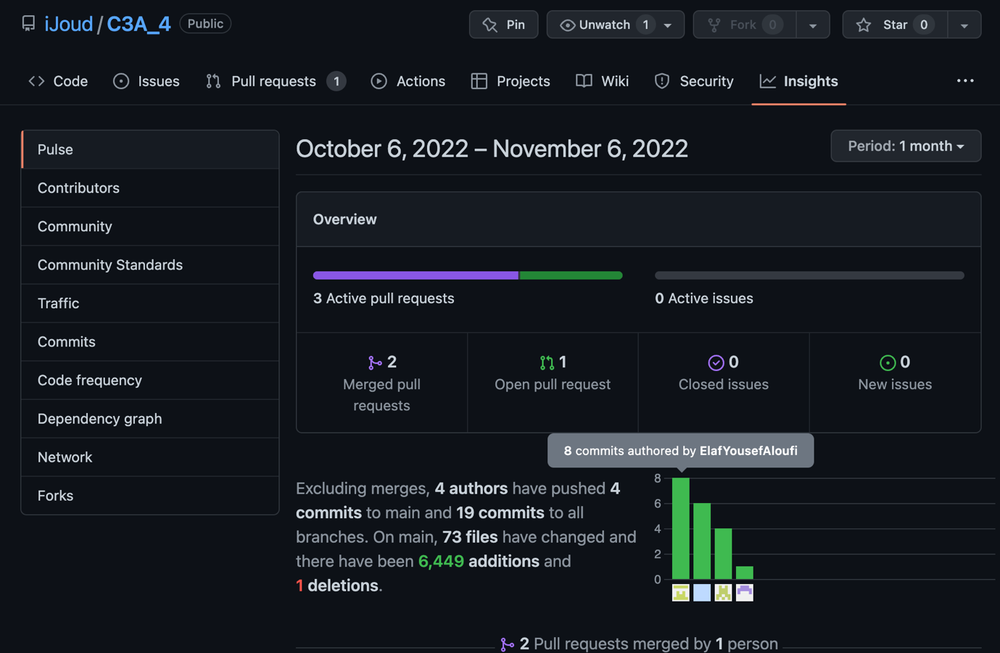 iJoud / C3A_4 Public
Pin
Unwatch 1
Fork 0
Star 0
Code
Issues
Pull requests 1
Actions
Projects
Wiki
Security
Insights
Pulse
Contributors
Community
Community Standards
Traffic
Commits
Code frequency
Dependency graph
Network
Forks
October 6, 2022 – November 6, 2022
Period: 1 month
Overview
3 Active pull requests
0 Active issues
2
Merged pull
requests
1
Open pull request
0
Closed issues
0
New issues
8 commits authored by ElafYousefAloufi
Excluding merges, 4 authors have pushed 4
commits to main and 19 commits to all
branches. On main, 73 files have changed and
there have been 6,449 additions and
1 deletions.
8
6
4
2
0
2 Pull requests merged by 1 person